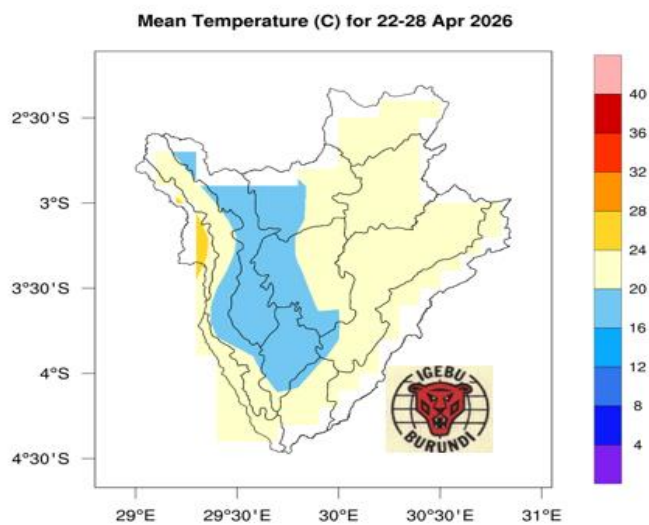 Mean Temperature (C) for 22-28 Apr 2026
2°30'S
3°S
3°30'S
4°S
4°30'S
29°E
29°30'E
30°E
30°30'E
31°E
40
36
32
28
24
20
16
12
8
4
IGEBU
BURUNDI